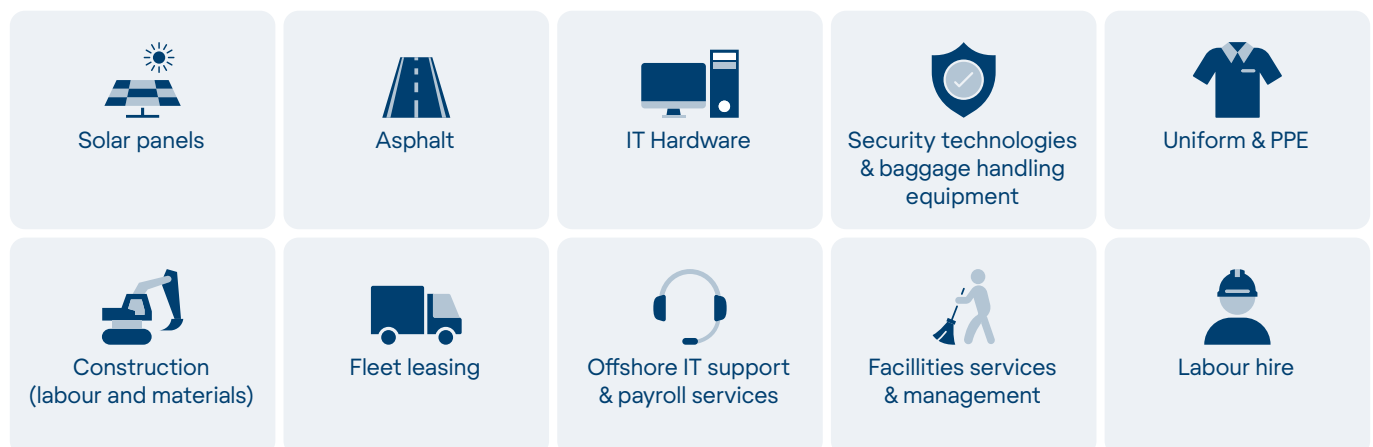 Solar panels
Asphalt
IT Hardware
Security technologies
& baggage handling
equipment
Uniform & PPE
Construction
(labour and materials)
Fleet leasing
Offshore IT support
& payroll services
Facillities services
& management
Labour hire